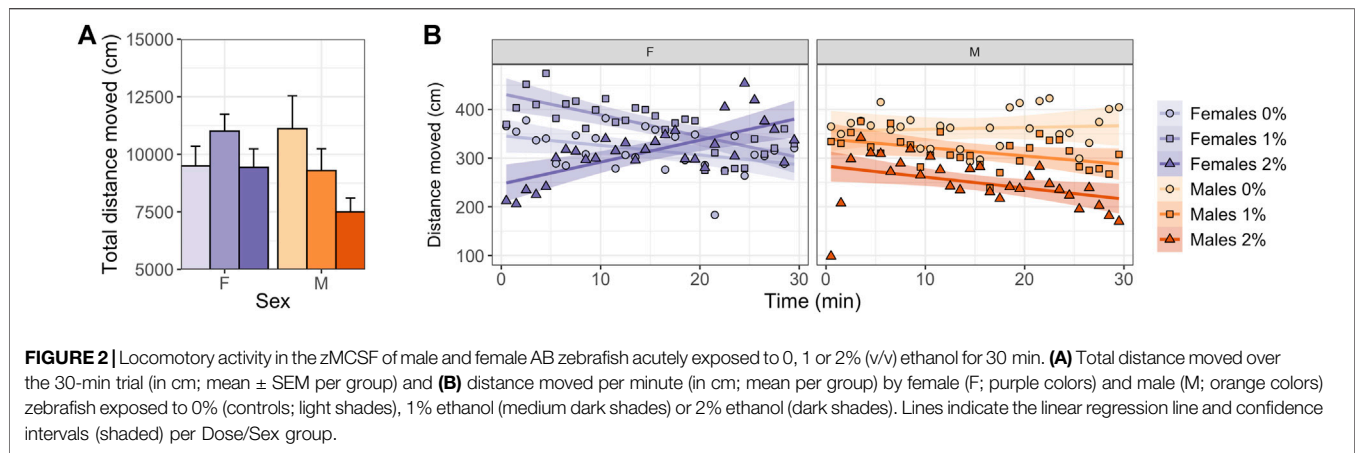 A
15000
12500
10000
7500
5000
Total distance moved (cm)
F M
Sex
B
F M
400
300
200
100
Distance moved (cm)
0 10 20 30 0 10 20 30
Time (min)
Females 0%
Females 1%
Females 2%
Males 0%
Males 1%
Males 2%
FIGURE 2 | Locomotory activity in the zMCSF of male and female AB zebrafish acutely exposed to 0, 1 or 2% (v/v) ethanol for 30 min. (A) Total distance moved over
the 30-min trial (in cm; mean ± SEM per group) and (B) distance moved per minute (in cm; mean per group) by female (F; purple colors) and male (M; orange colors)
zebrafish exposed to 0% (controls; light shades), 1% ethanol (medium dark shades) or 2% ethanol (dark shades). Lines indicate the linear regression line and confidence
intervals (shaded) per Dose/Sex group.